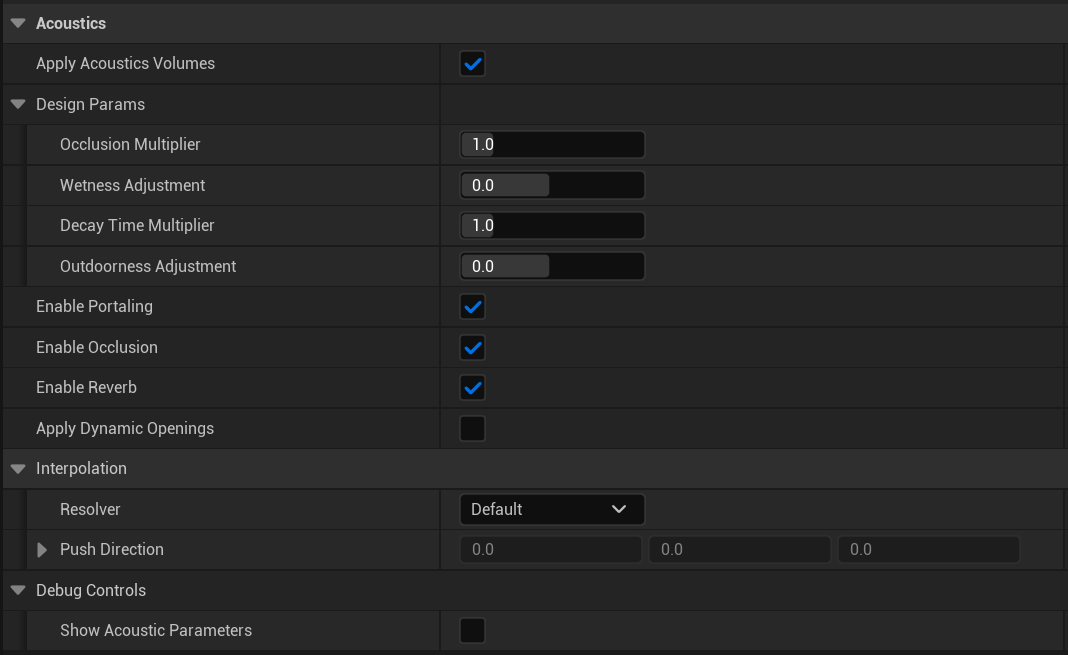 Acoustics
Apply Acoustics Volumes
Design Params
Occlusion Multiplier 1.0
Wetness Adjustment 0.0
Decay Time Multiplier 1.0
Outdoorness Adjustment 0.0
Enable Portaling
Enable Occlusion
Enable Reverb
Apply Dynamic Openings
Interpolation
Resolver Default
Push Direction 0.0 0.0 0.0
Debug Controls
Show Acoustic Parameters